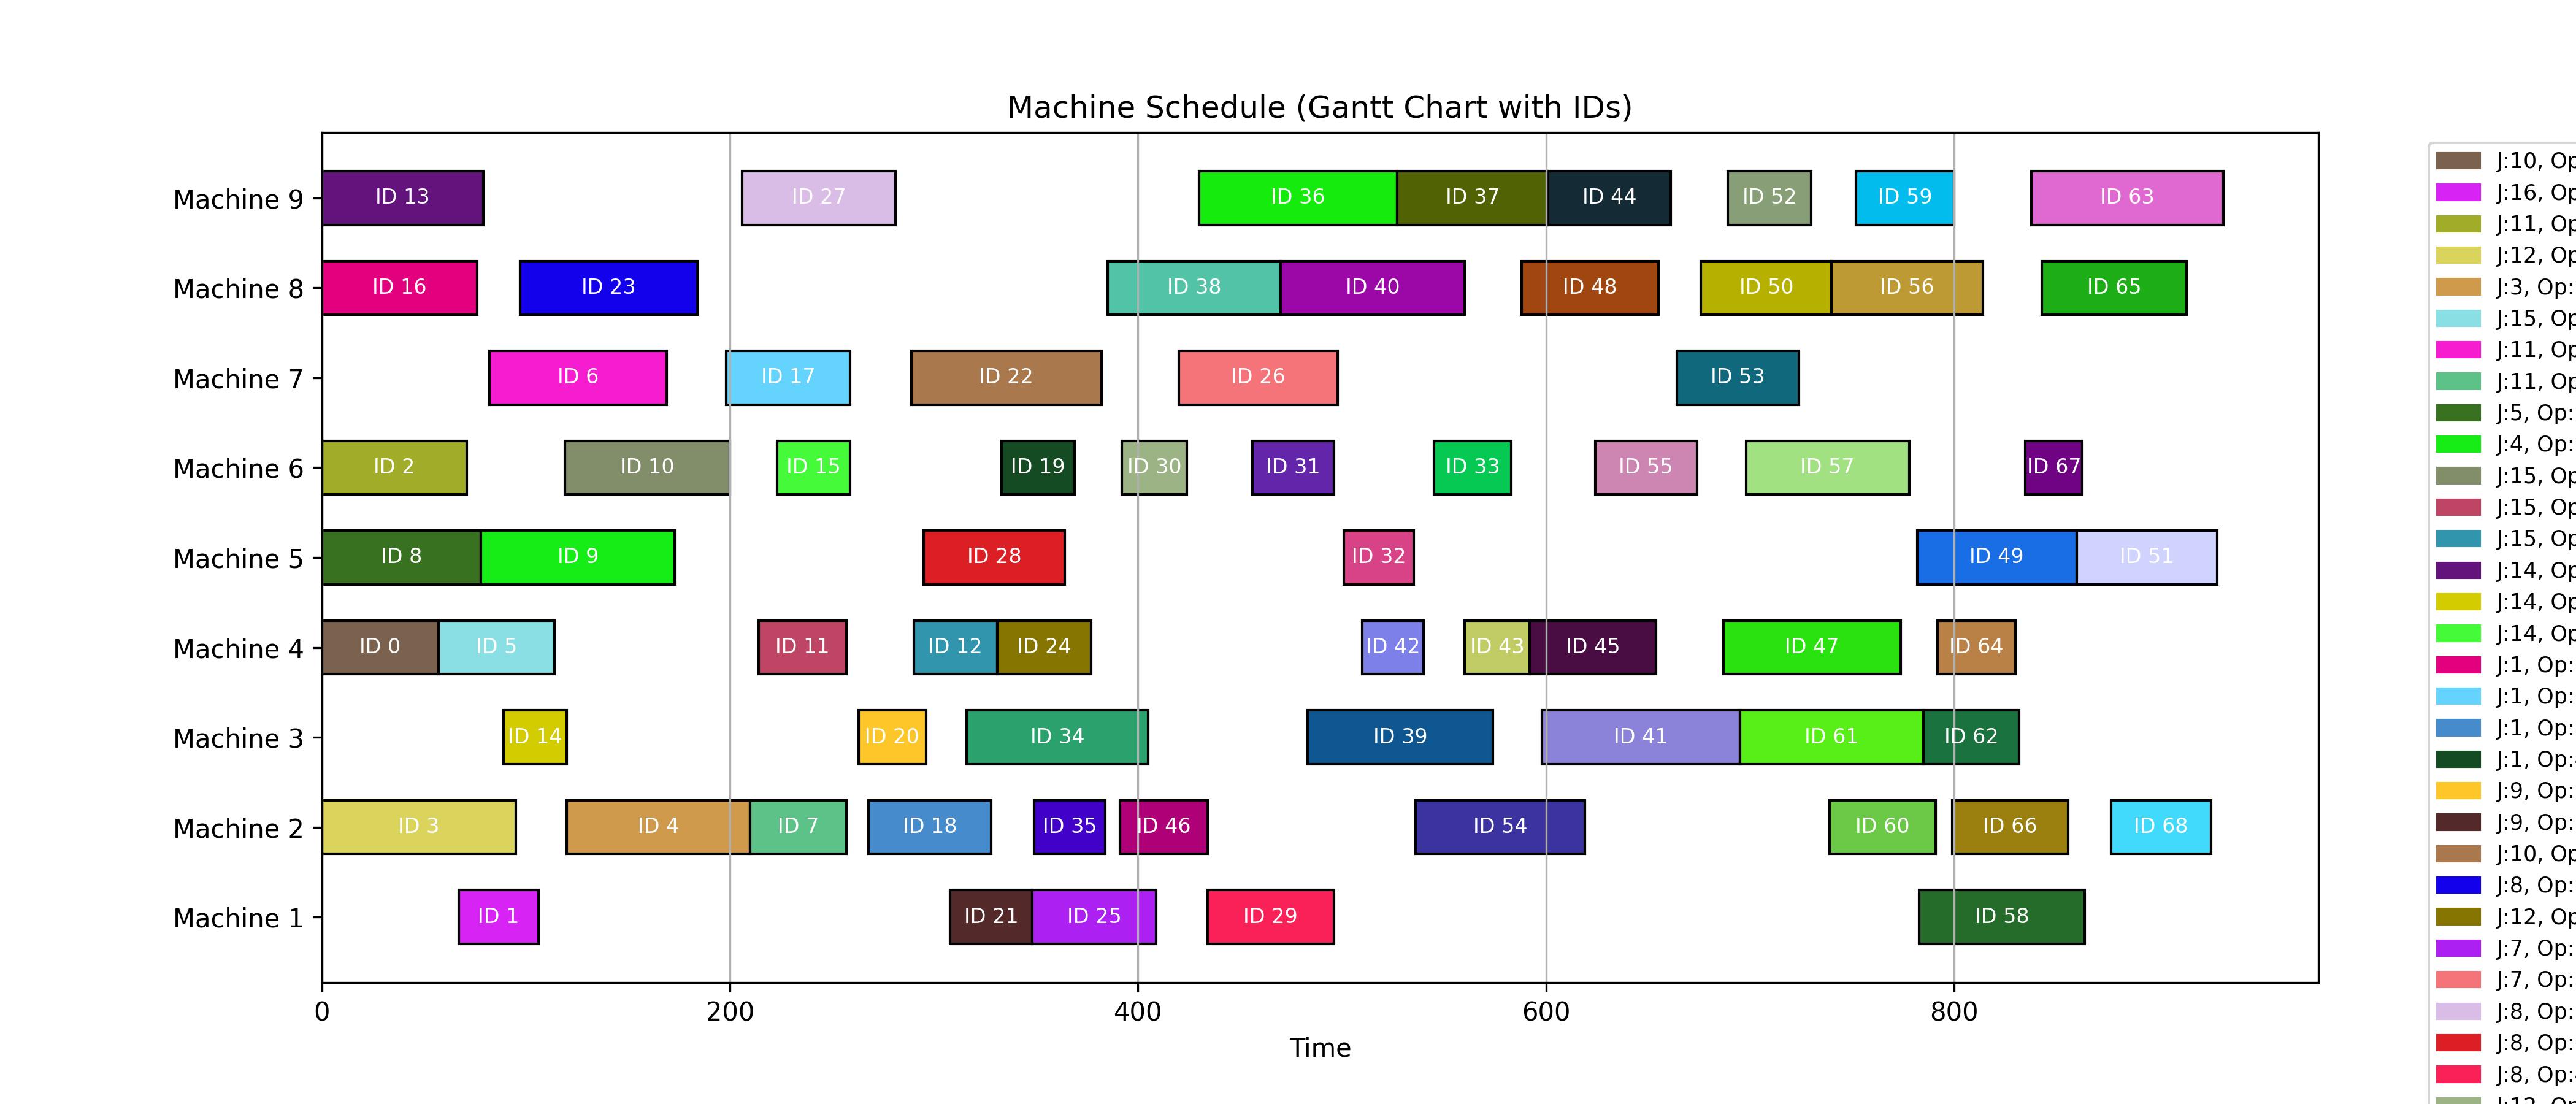 Machine Schedule (Gantt Chart with IDs)
Machine 9
ID 13
ID 27
ID 36
ID 37
ID 44
ID 52
ID 59
ID 63
Machine 8
ID 16
ID 23
ID 38
ID 40
ID 48
ID 50
ID 56
ID 65
Machine 7
ID 6
ID 17
ID 22
ID 26
ID 53
Machine 6
ID 2
ID 10
ID 15
ID 19
ID 30
ID 31
ID 33
ID 55
ID 57
ID 67
Machine 5
ID 8
ID 9
ID 28
ID 32
ID 49
ID 51
Machine 4
ID 0
ID 5
ID 11
ID 12
ID 24
ID 42
ID 43
ID 45
ID 47
ID 64
Machine 3
ID 14
ID 20
ID 34
ID 39
ID 41
ID 61
ID 62
Machine 2
ID 3
ID 4
ID 7
ID 18
ID 35
ID 46
ID 54
ID 60
ID 66
ID 68
Machine 1
ID 1
ID 21
ID 25
ID 29
ID 58
0
200
400
600
800
Time
J:10, Op
J:16, Op
J:11, Op
J:12, Op
J:3, Op:
J:15, Op
J:11, Op
J:11, Op
J:5, Op:
J:4, Op:
J:15, Op
J:15, Op
J:15, Op
J:14, Op
J:14, Op
J:14, Op
J:1, Op:
J:1, Op:
J:1, Op:
J:1, Op:
J:9, Op:
J:9, Op:
J:10, Op
J:8, Op:
J:12, Op
J:7, Op:
J:7, Op:
J:8, Op:
J:8, Op:
J:8, Op: